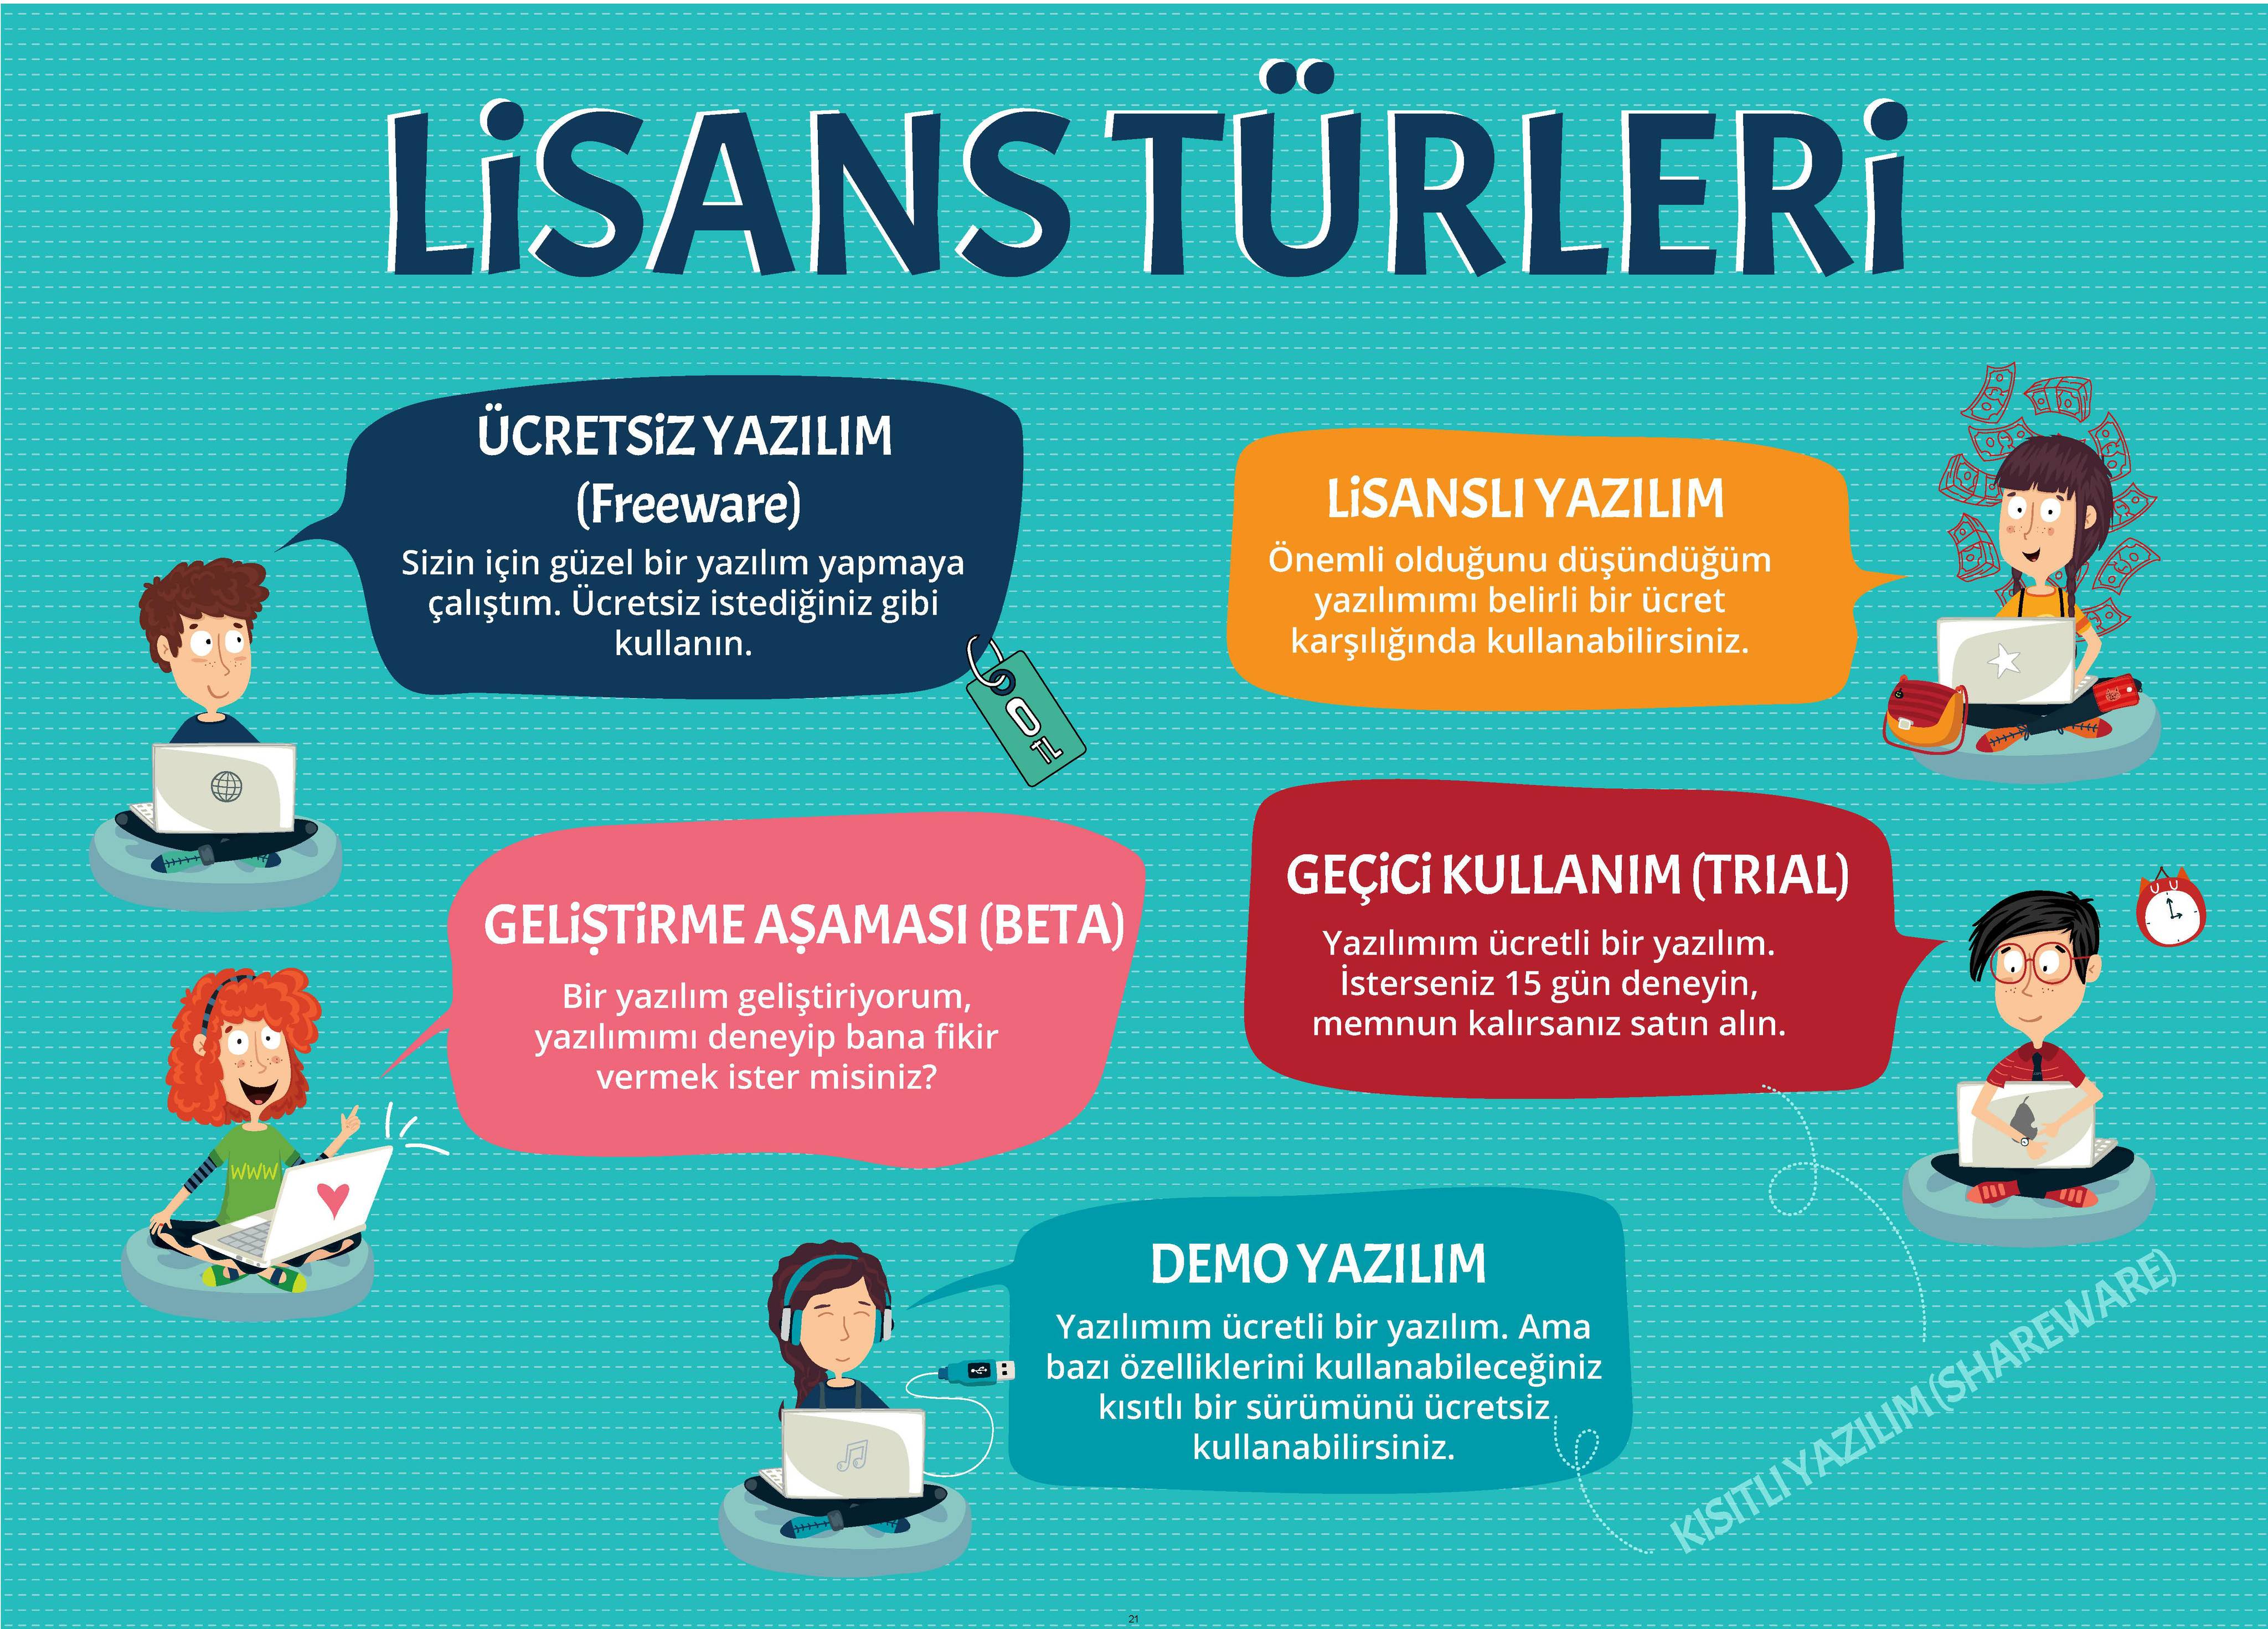 LİSANS TÜRLERİ
ÜCRETSİZ YAZILIM
(Freeware)
Sizin için güzel bir yazılım yapmaya
çalıştım. Ücretsiz istediğiniz gibi
kullanın.
0
TL
LİSANSLI YAZILIM
Önemli olduğunu düşündüğüm
yazılımımı belirli bir ücret
karşılığında kullanabilirsiniz.
GELİŞTİRME AŞAMASI (BETA)
Bir yazılım geliştiriyorum,
yazılımımı deneyip bana fikir
vermek ister misiniz?
WWW
GEÇİCİ KULLANIM (TRIAL)
Yazılımım ücretli bir yazılım.
İsterseniz 15 gün deneyin,
memnun kalırsanız satın alın.
DEMO YAZILIM
Yazılımım ücretli bir yazılım. Ama
bazı özelliklerini kullanabileceğiniz
kısıtlı bir sürümünü ücretsiz
kullanabilirsiniz.
KISITLI YAZILIM (SHAREWARE)
21